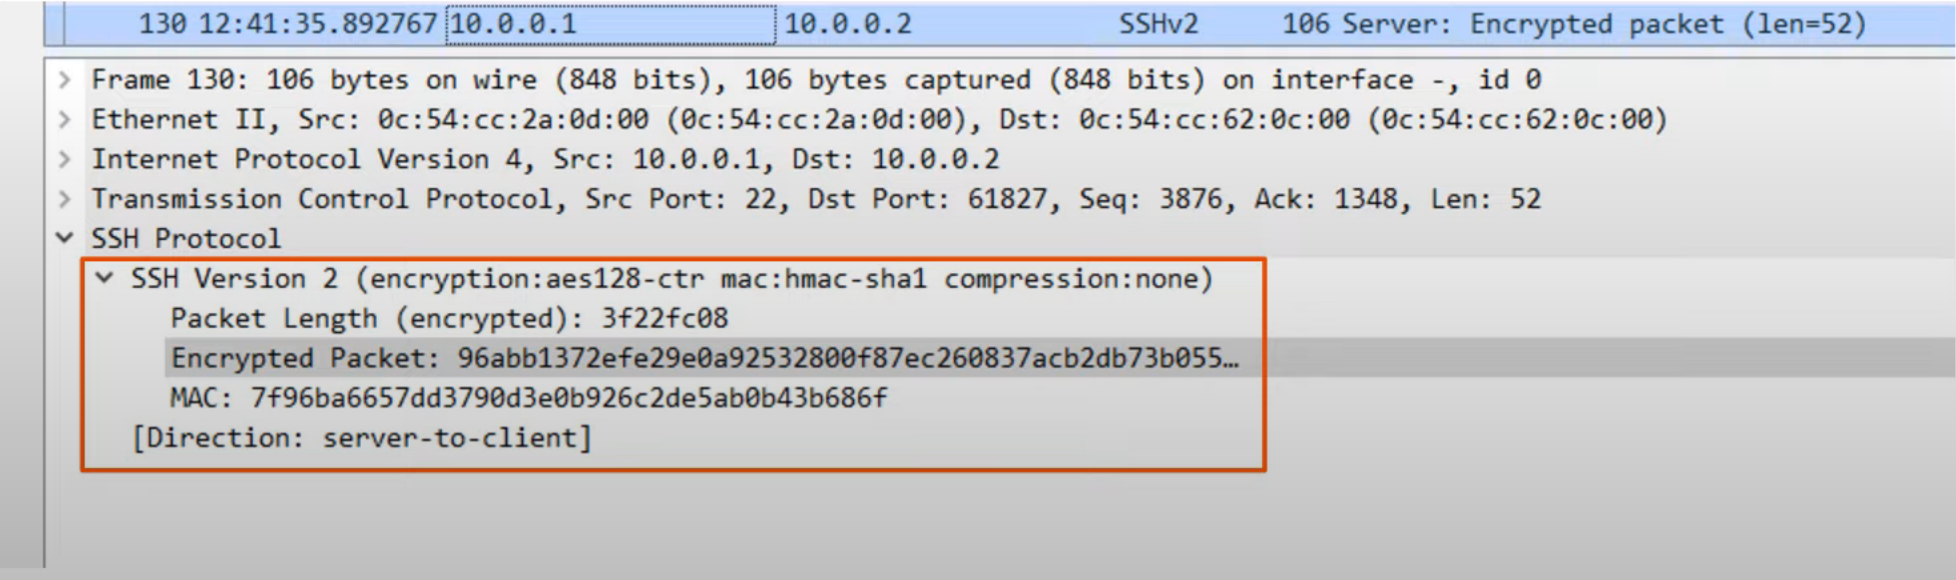 130 12:41:35.892767 10.0.0.1 10.0.0.2 SSHv2 106 Server: Encrypted packet (len=52)
Frame 130: 106 bytes on wire (848 bits), 106 bytes captured (848 bits) on interface -, id 0
Ethernet II, Src: 0c:54:cc:2a:0d:00 (0c:54:cc:2a:0d:00), Dst: 0c:54:cc:62:0c:00 (0c:54:cc:62:0c:00)
Internet Protocol Version 4, Src: 10.0.0.1, Dst: 10.0.0.2
Transmission Control Protocol, Src Port: 22, Dst Port: 61827, Seq: 3876, Ack: 1348, Len: 52
SSH Protocol
SSH Version 2 (encryption:aes128-ctr mac:hmac-sha1 compression:none)
Packet Length (encrypted): 3f22fc08
Encrypted Packet: 96abb1372efe29e0a92532800f87ec260837acb2db73b055…
MAC: 7f96ba6657dd3790d3e0b926c2de5ab0b43b686f
[Direction: server-to-client]